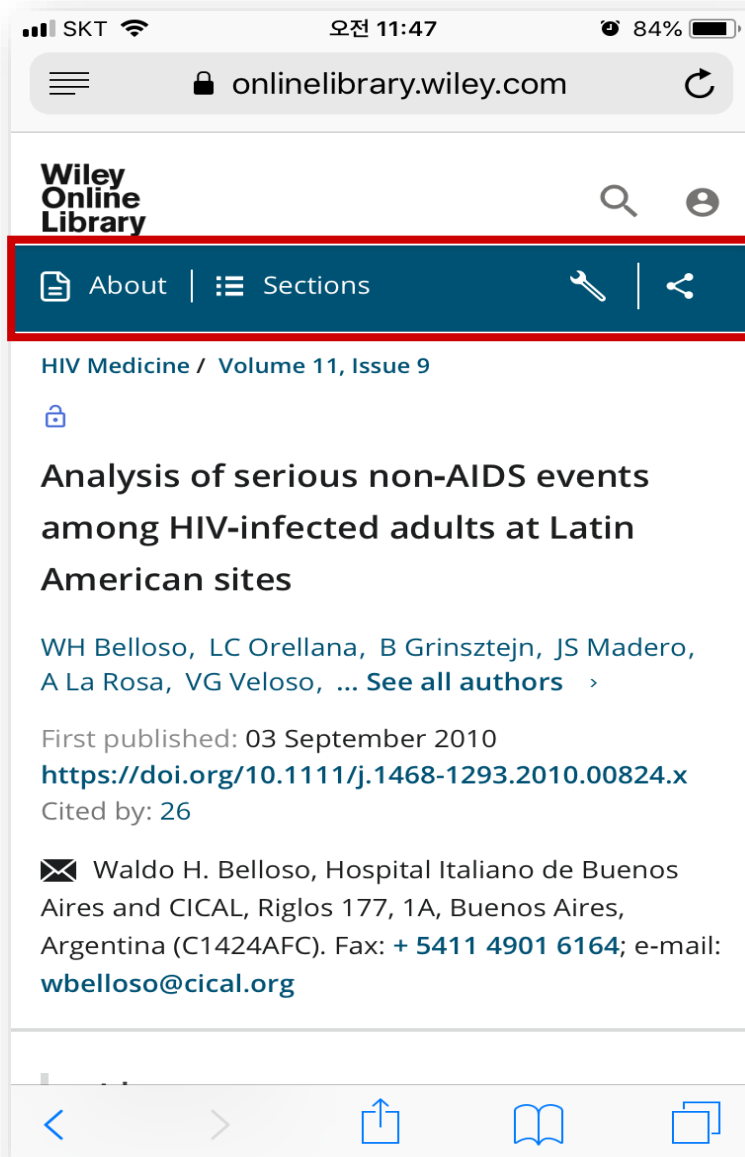 SKT 오전 11:47 84%
onlinelibrary.wiley.com
Wiley
Online
Library
About | Sections
HIV Medicine / Volume 11, Issue 9
Analysis of serious non-AIDS events
among HIV-infected adults at Latin
American sites
WH Belloso, LC Orellana, B Grinsztejn, JS Madero,
A La Rosa, VG Veloso, ... See all authors ›
First published: 03 September 2010
https://doi.org/10.1111/j.1468-1293.2010.00824.x
Cited by: 26
Waldo H. Belloso, Hospital Italiano de Buenos
Aires and CICAL, Riglos 177, 1A, Buenos Aires,
Argentina (C1424AFC). Fax: + 5411 4901 6164; e-mail:
wbelloso@cical.org